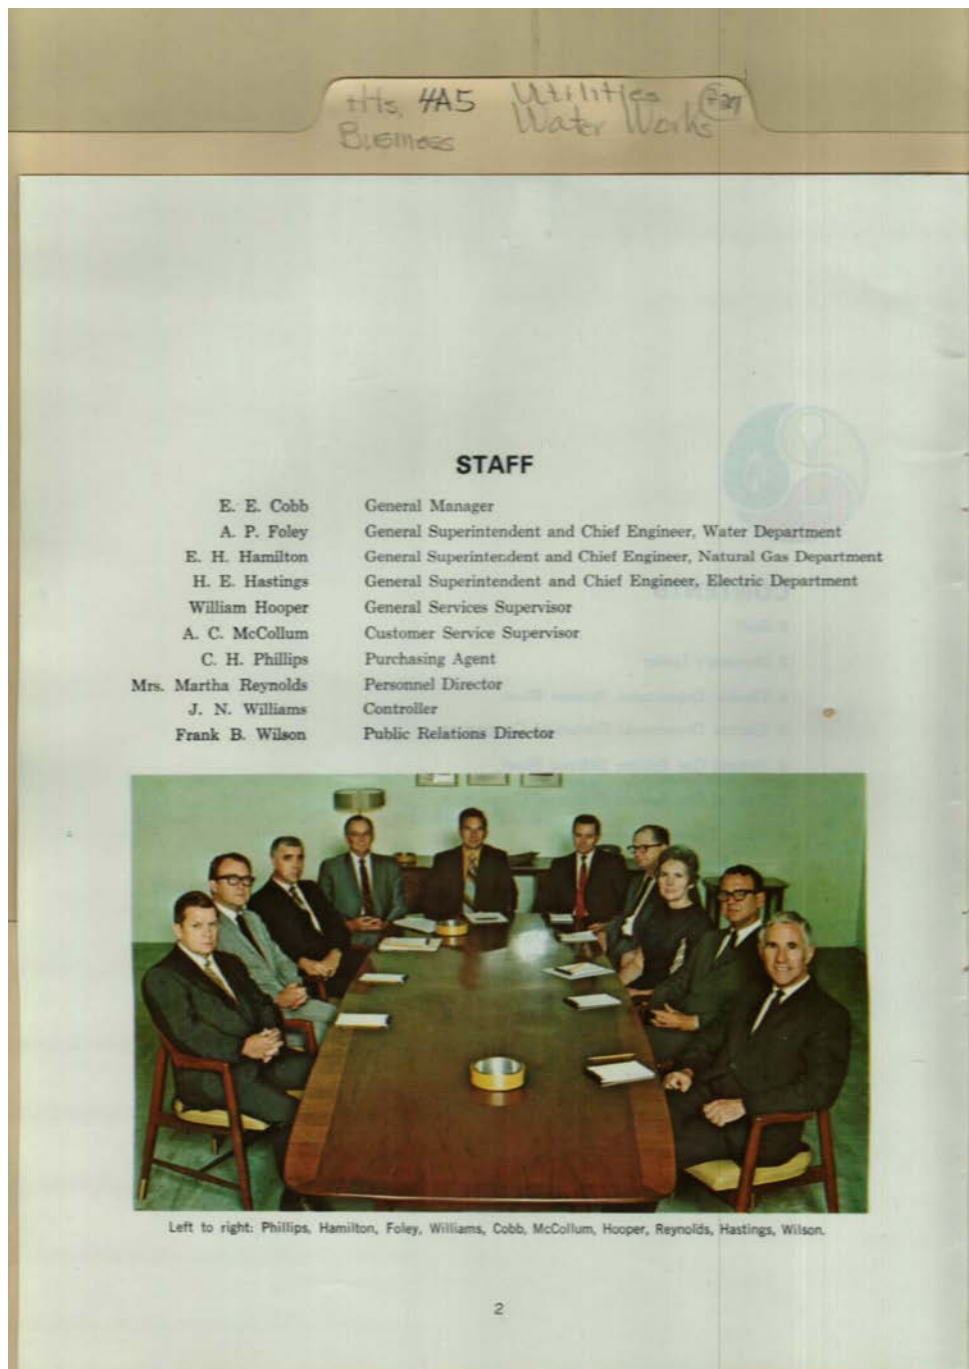 4A5 Utilities
Business Water Works
STAFF
E. E. Cobb General Manager
A. P. Foley General Superintendent and Chief Engineer, Water Department
E. H. Hamilton General Superintendent and Chief Engineer, Natural Gas Department
H. E. Hastings General Superintendent and Chief Engineer, Electric Department
William Hooper General Services Supervisor
A. C. McCollum Customer Service Supervisor
C. H. Phillips Purchasing Agent
Mrs. Martha Reynolds Personnel Director
J. N. Williams Controller
Frank B. Wilson Public Relations Director
Left to right: Phillips, Hamilton, Foley, Williams, Cobb, McCollum, Hooper, Reynolds, Hastings, Wilson.
2